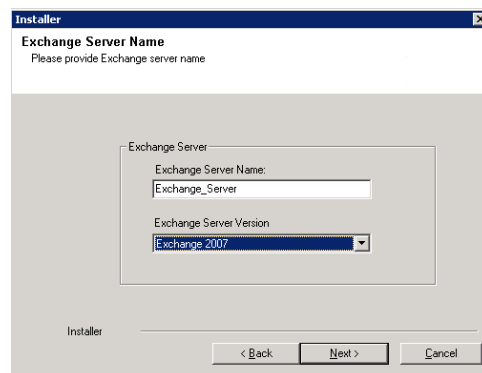 Installer
Exchange Server Name
Please provide Exchange server name
Exchange Server
Exchange Server Name:
Exchange_Server
Exchange Server Version
Exchange 2007
Installer
< Back Next > Cancel